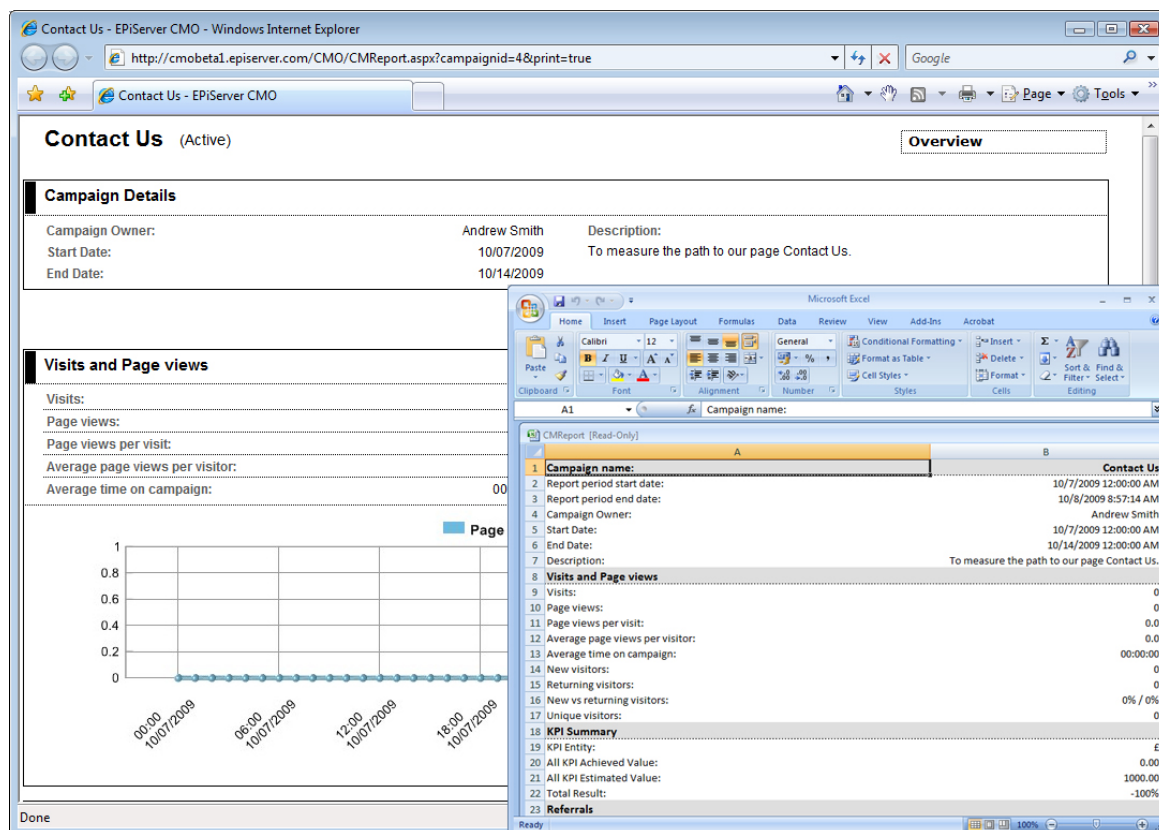 Contact Us - EPiServer CMO - Windows Internet Explorer
http://cmobeta1.episerver.com/CMO/CMReport.aspx?campaignid=4&print=true
Google
Contact Us - EPiServer CMO
Page
Tools
Contact Us (Active)
Overview
Campaign Details
Campaign Owner: Andrew Smith Description:
Start Date: 10/07/2009 To measure the path to our page Contact Us.
End Date: 10/14/2009
Visits and Page views
Visits:
Page views:
Page views per visit:
Average page views per visitor:
Average time on campaign: 00
Page
1
0.8
0.6
0.4
0.2
0
00:00 10/07/2009
06:00 10/07/2009
12:00 10/07/2009
18:00 10/07/2009
Done
Microsoft Excel
Home Insert Page Layout Formulas Data Review View Add-Ins Acrobat
Paste
Calibri 12
B I U A A
General
% ,
Conditional Formatting
Format as Table
Cell Styles
Insert
Delete
Format
Σ
Sort & Filter
Find & Select
Clipboard Font Alignment Number Styles Cells Editing
A1 fx Campaign name:
CMReport [Read-Only]
A B
1 Campaign name: Contact Us
2 Report period start date: 10/7/2009 12:00:00 AM
3 Report period end date: 10/8/2009 8:57:14 AM
4 Campaign Owner: Andrew Smith
5 Start Date: 10/7/2009 12:00:00 AM
6 End Date: 10/14/2009 12:00:00 AM
7 Description: To measure the path to our page Contact Us.
8 Visits and Page views
9 Visits: 0
10 Page views: 0
11 Page views per visit: 0.0
12 Average page views per visitor: 0.0
13 Average time on campaign: 00:00:00
14 New visitors: 0
15 Returning visitors: 0
16 New vs returning visitors: 0% / 0%
17 Unique visitors: 0
18 KPI Summary
19 KPI Entity: £
20 All KPI Achieved Value: 0.00
21 All KPI Estimated Value: 1000.00
22 Total Result: -100%
23 Referrals
Ready 100%